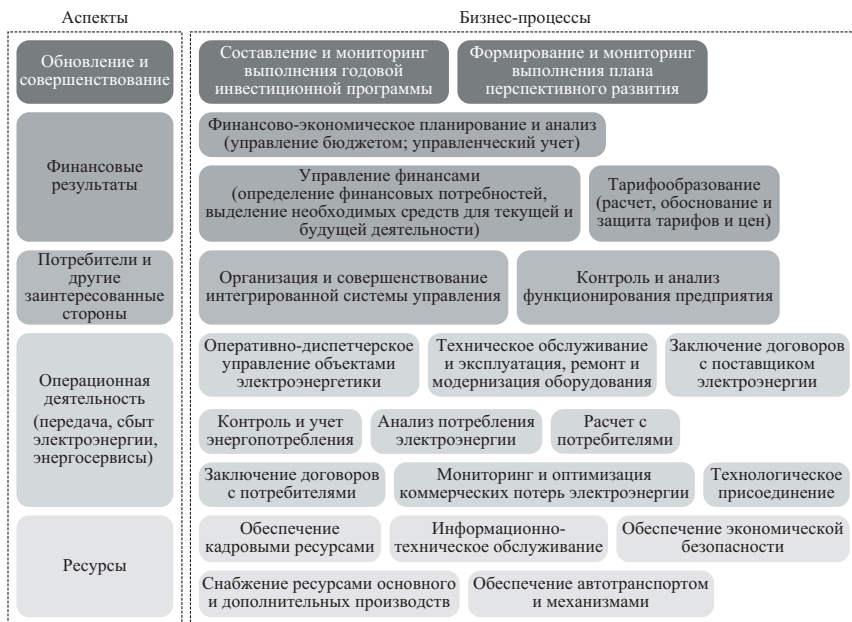 Аспекты
Бизнес-процессы
Обновление и
совершенствование
Составление и мониторинг
выполнения годовой
инвестиционной программы
Формирование и мониторинг
выполнения плана
перспективного развития
Финансовые
результаты
Финансово-экономическое планирование и анализ
(управление бюджетом; управленческий учет)
Управление финансами
(определение финансовых потребностей,
выделение необходимых средств для текущей и
будущей деятельности)
Тарифообразование
(расчет, обоснование и
защита тарифов и цен)
Потребители и
другие
заинтересованные
стороны
Организация и совершенствование
интегрированной системы управления
Контроль и анализ
функционирования предприятия
Операционная
деятельность
(передача, сбыт
электроэнергии,
энергосервисы)
Оперативно-диспетчерское
управление объектами
электроэнергетики
Техническое обслуживание
и эксплуатация, ремонт и
модернизация оборудования
Заключение договоров
с поставщиком
электроэнергии
Контроль и учет
энергопотребления
Анализ потребления
электроэнергии
Расчет с
потребителями
Заключение договоров
с потребителями
Мониторинг и оптимизация
коммерческих потерь электроэнергии
Технологическое
присоединение
Ресурсы
Обеспечение
кадровыми ресурсами
Информационно-
техническое обслуживание
Обеспечение экономической
безопасности
Снабжение ресурсами основного
и дополнительных производств
Обеспечение автотранспортом
и механизмами